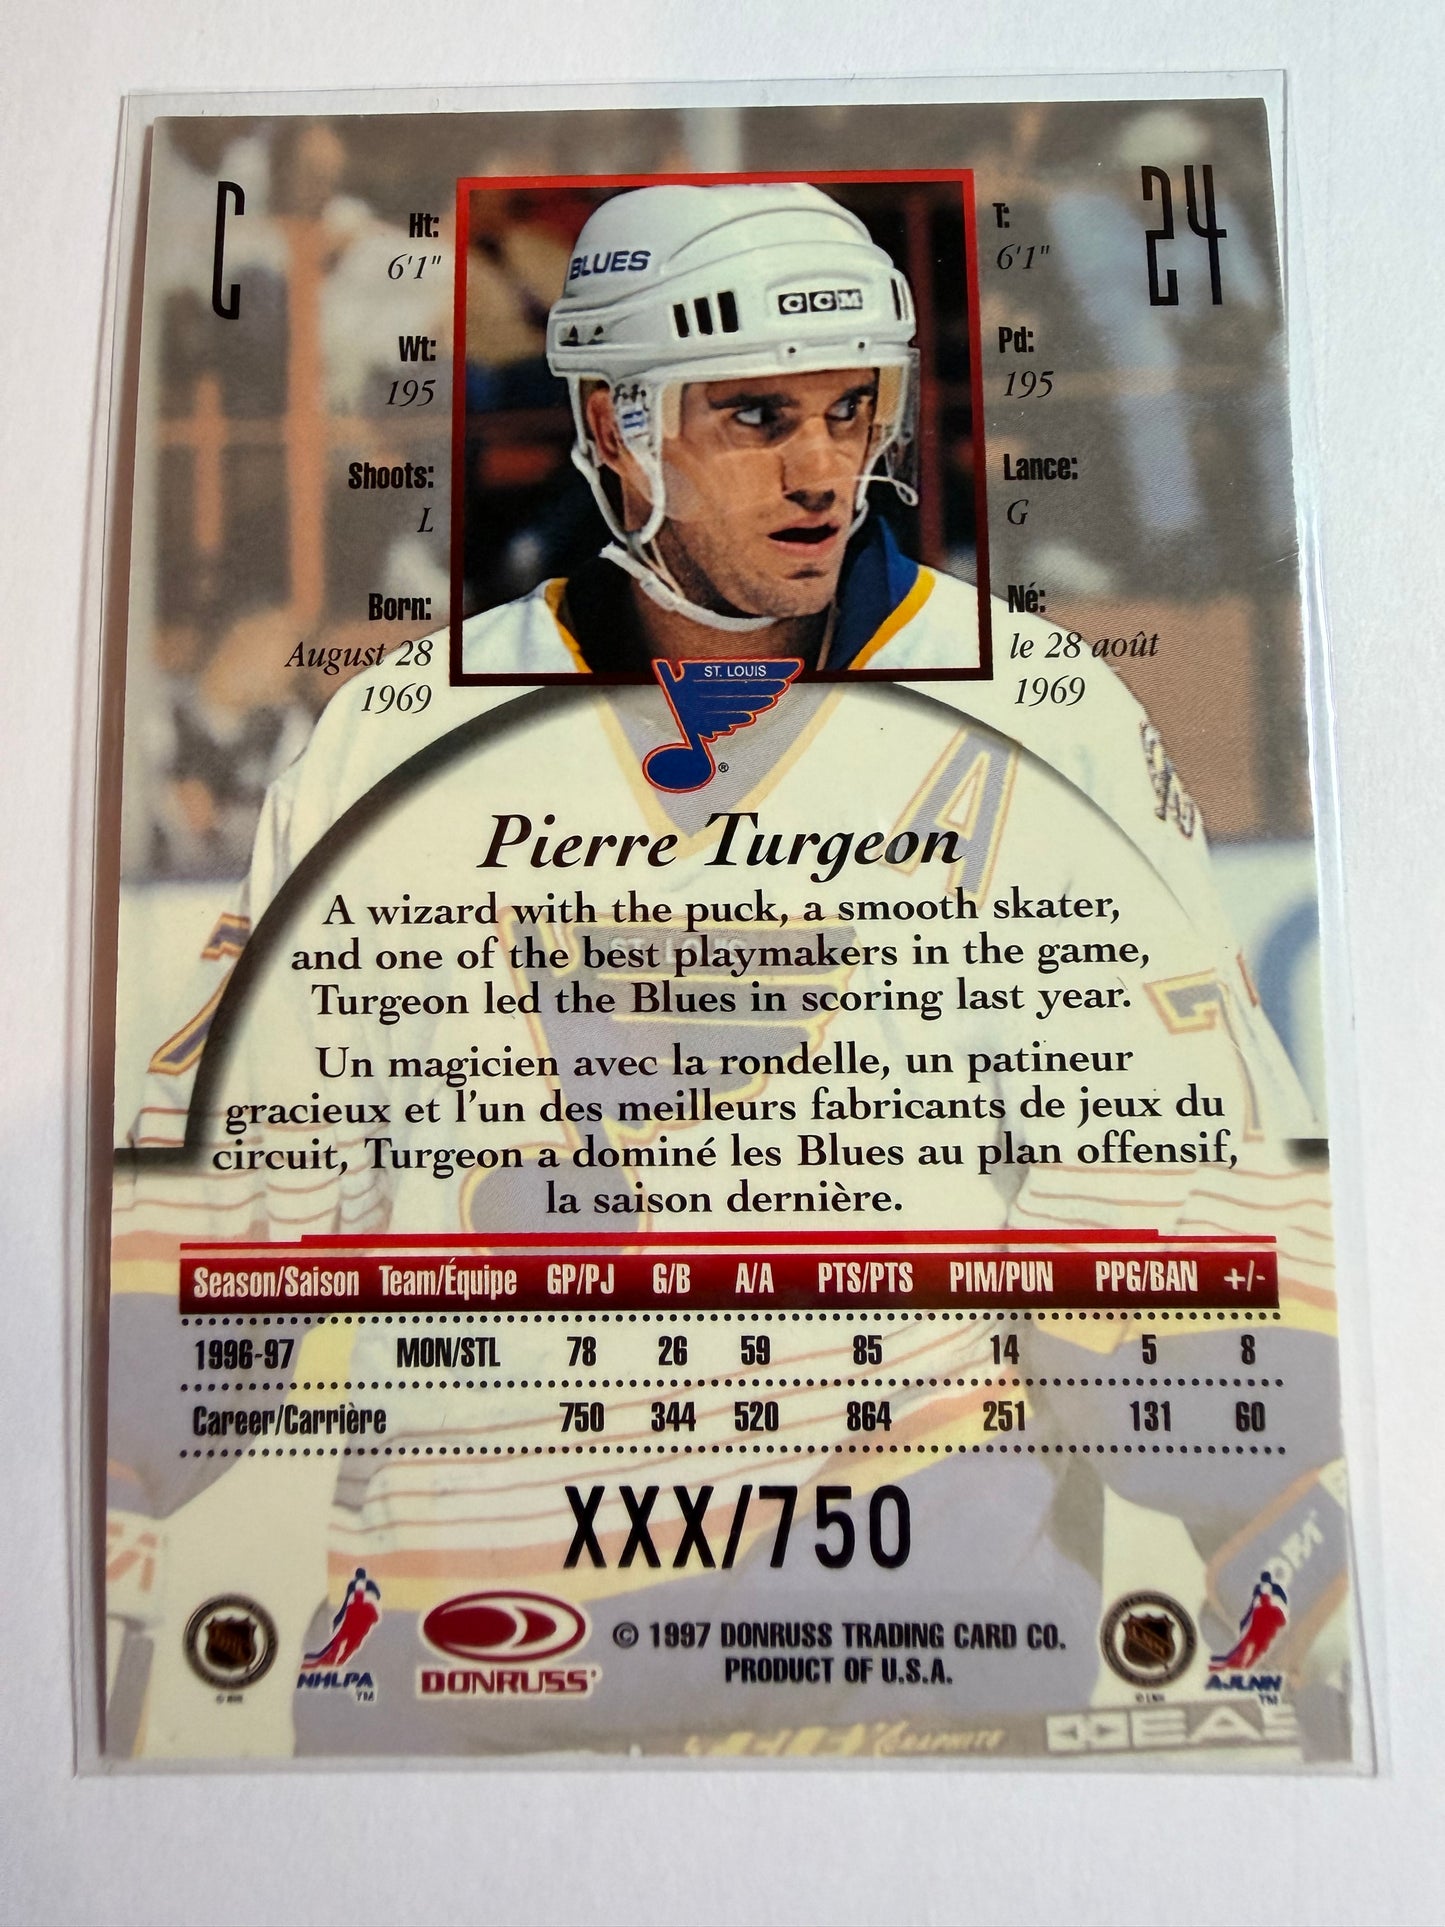 C
24
Ht:
6'1"
Wt:
195
Shoots:
L
Born:
August 28
1969
BLUES
CCM
T:
6'1"
Pd:
195
Lance:
G
Né:
le 28 août
1969
ST. LOUIS
®
A
Pierre Turgeon
A wizard with the puck, a smooth skater,
and one of the best playmakers in the game,
Turgeon led the Blues in scoring last year.
Un magicien avec la rondelle, un patineur
gracieux et l'un des meilleurs fabricants de jeux du
circuit, Turgeon a dominé les Blues au plan offensif,
la saison dernière.
Season/Saison Team/Équipe GP/PJ G/B A/A PTS/PTS PIM/PUN PPG/BAN +/-
1996-97 MON/STL 78 26 59 85 14 5 8
Career/Carrière 750 344 520 864 251 131 60
XXX/750
NHLPA
TM
DONRUSS
© 1997 DONRUSS TRADING CARD CO.
PRODUCT OF U.S.A.
AJLNH
TM
GRAPHITE
EAS